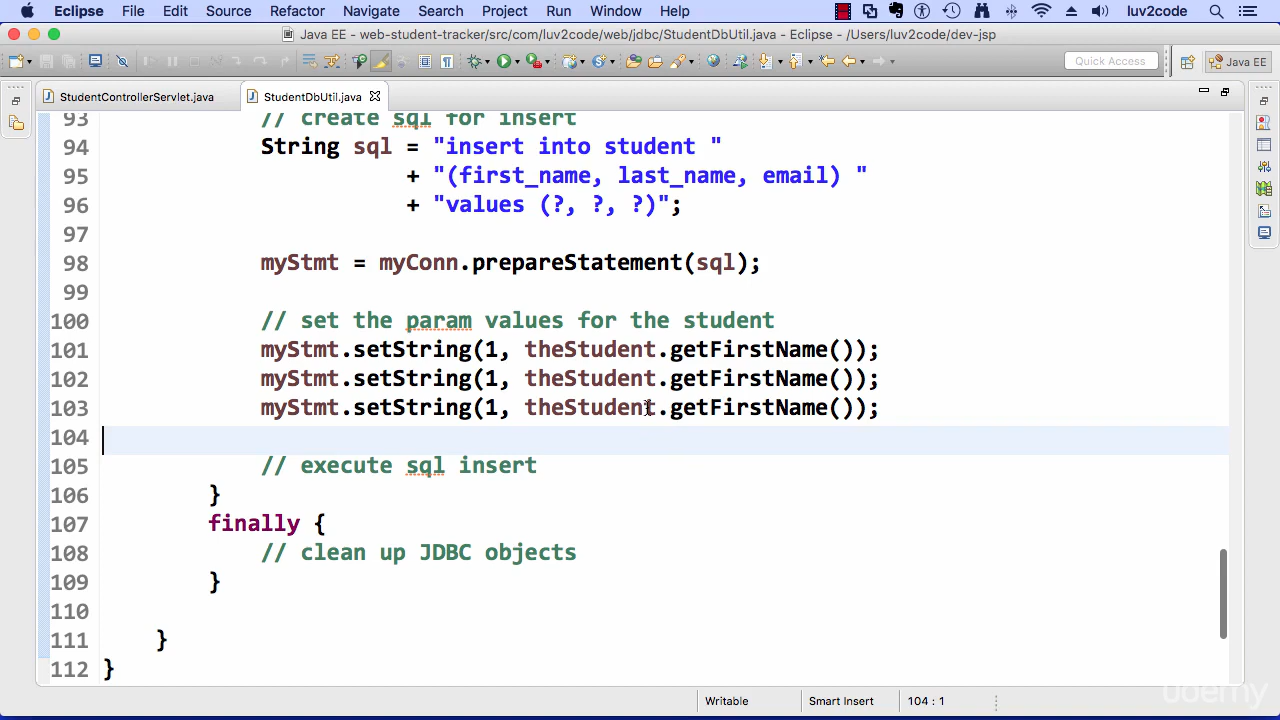 Eclipse File Edit Source Refactor Navigate Search Project Run Window Help luv2code
Java EE - web-student-tracker/src/com/luv2code/web/jdbc/StudentDbUtil.java - Eclipse - /Users/luv2code/dev-jsp
Quick Access Java EE
StudentControllerServlet.java StudentDbUtil.java
93 // create sql for insert
94 String sql = "insert into student "
95 + "(first_name, last_name, email) "
96 + "values (?, ?, ?)";
97
98 myStmt = myConn.prepareStatement(sql);
99
100 // set the param values for the student
101 myStmt.setString(1, theStudent.getFirstName());
102 myStmt.setString(1, theStudent.getFirstName());
103 myStmt.setString(1, theStudent.getFirstName());
104
105 // execute sql insert
106 }
107 finally {
108 // clean up JDBC objects
109 }
110
111 }
112 }
Writable Smart Insert 104 : 1
udemy